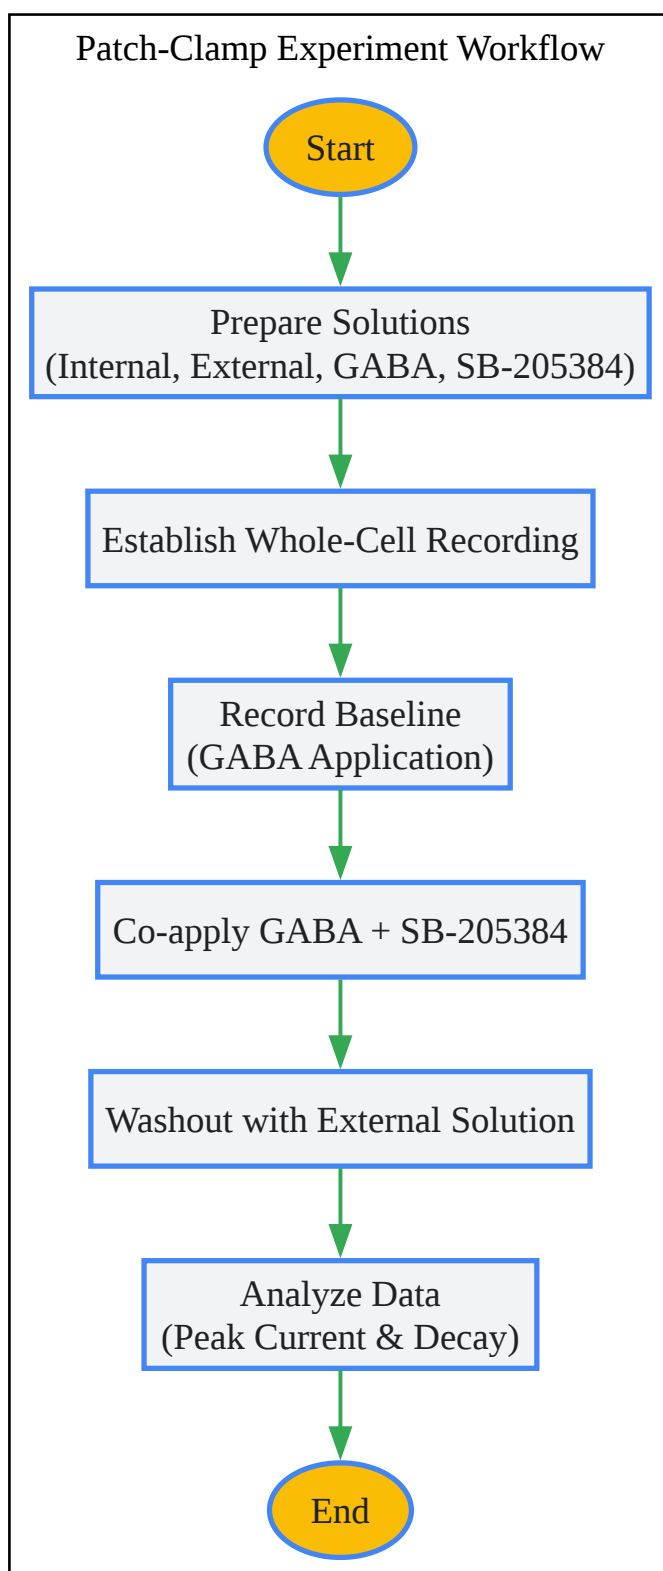 Patch-Clamp Experiment Workflow
Start
Prepare Solutions
(Internal, External, GABA, SB-205384)
Establish Whole-Cell Recording
Record Baseline
(GABA Application)
Co-apply GABA + SB-205384
Washout with External Solution
Analyze Data
(Peak Current & Decay)
End